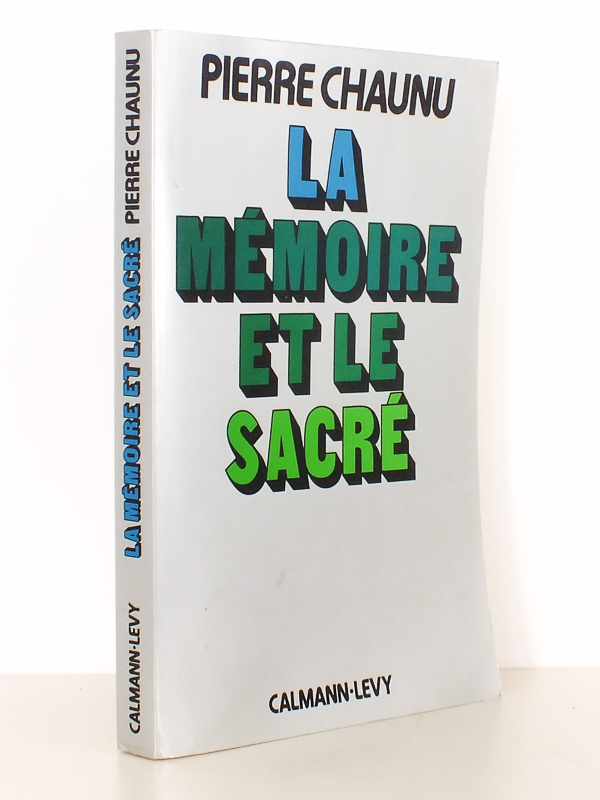 PIERRE CHAUNU
LA
MÉMOIRE
ET LE
SACRÉ
CALMANN-LEVY
CALMANN-LEVY LA MÉMOIRE ET LE SACRÉ PIERRE CHAUNU